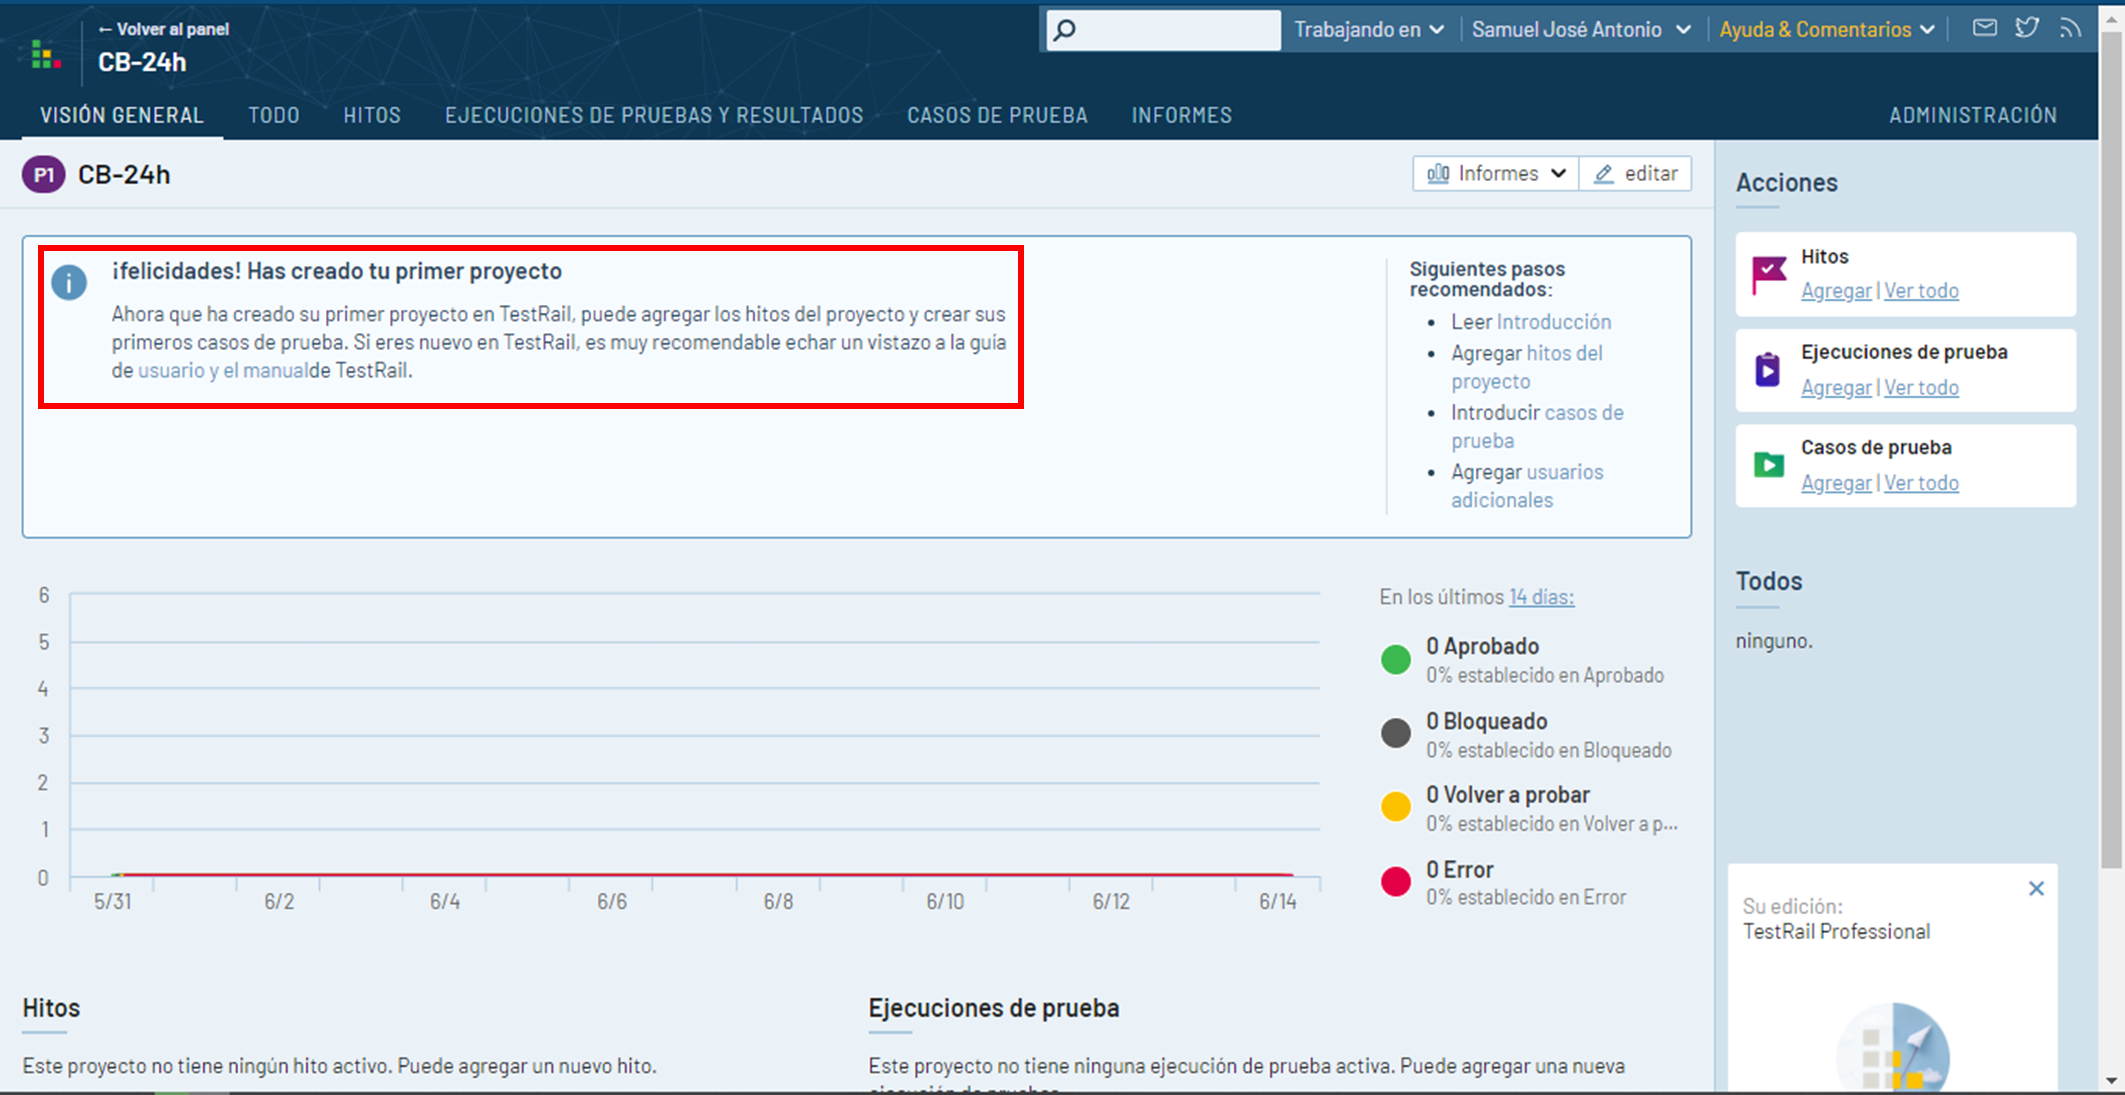 ← Volver al panel
CB-24h
Trabajando en
Samuel José Antonio
Ayuda & Comentarios
VISIÓN GENERAL
TODO
HITOS
EJECUCIONES DE PRUEBAS Y RESULTADOS
CASOS DE PRUEBA
INFORMES
ADMINISTRACIÓN
P1 CB-24h
Informes
editar
¡felicidades! Has creado tu primer proyecto
Ahora que ha creado su primer proyecto en TestRail, puede agregar los hitos del proyecto y crear sus
primeros casos de prueba. Si eres nuevo en TestRail, es muy recomendable echar un vistazo a la guía
de usuario y el manualde TestRail.
Siguientes pasos
recomendados:
• Leer Introducción
• Agregar hitos del
proyecto
• Introducir casos de
prueba
• Agregar usuarios
adicionales
Acciones
Hitos
Agregar | Ver todo
Ejecuciones de prueba
Agregar | Ver todo
Casos de prueba
Agregar | Ver todo
Todos
ninguno.
6
5
4
3
2
1
0
5/31
6/2
6/4
6/6
6/8
6/10
6/12
6/14
En los últimos 14 días:
0 Aprobado
0% establecido en Aprobado
0 Bloqueado
0% establecido en Bloqueado
0 Volver a probar
0% establecido en Volver a p...
0 Error
0% establecido en Error
Su edición:
TestRail Professional
Hitos
Este proyecto no tiene ningún hito activo. Puede agregar un nuevo hito.
Ejecuciones de prueba
Este proyecto no tiene ninguna ejecución de prueba activa. Puede agregar una nueva